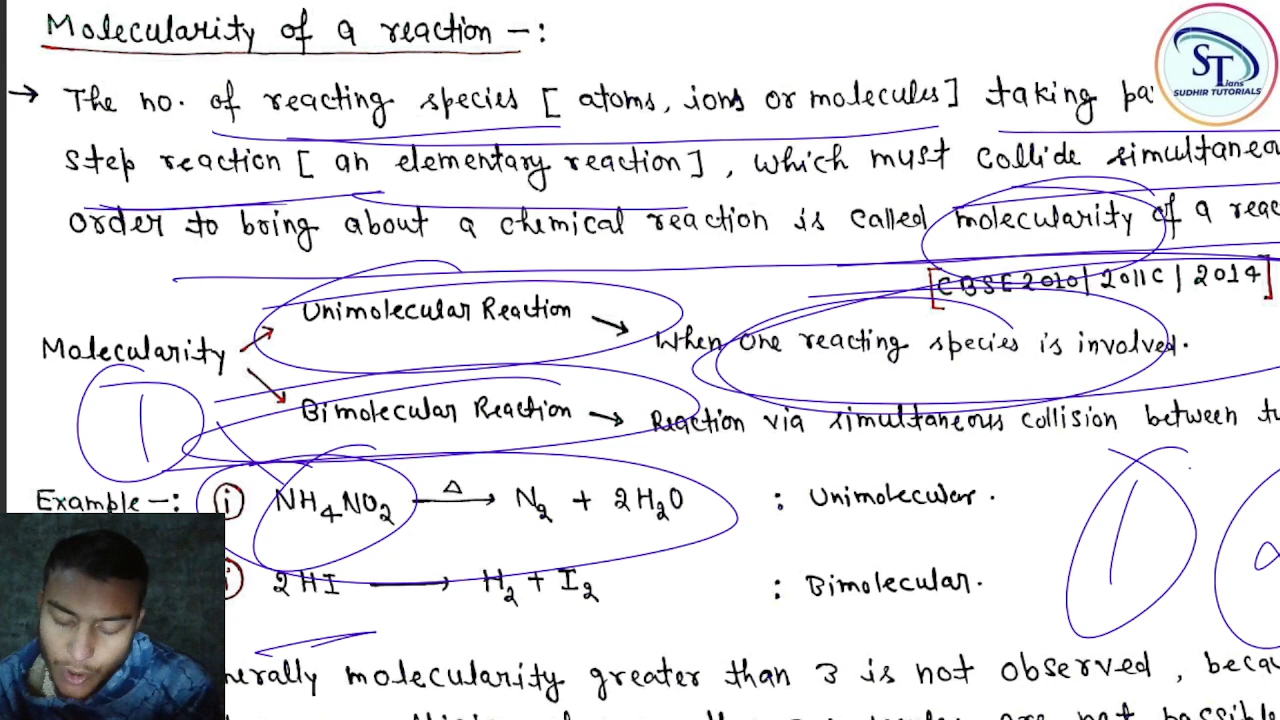 Molecularity of a reaction -:
ST ians
SUDHIR TUTORIALS
→ The no. of reacting species [ atoms, ions or molecules] taking pa
step reaction [ an elementary reaction] , which must collide simultaneo
order to bring about a chemical reaction is called molecularity of a reac
[CBSE 2010 | 2011C | 2014]
Unimolecular Reaction → When one reacting species is involved.
Molecularity
Bimolecular Reaction → Reaction via simultaneous collision between
Example -: (i) NH₄NO₂ —Δ→ N₂ + 2H₂O : Unimolecular.
2HI → H₂ + I₂ : Bimolecular.
nerally molecularity greater than 3 is not observed , becau